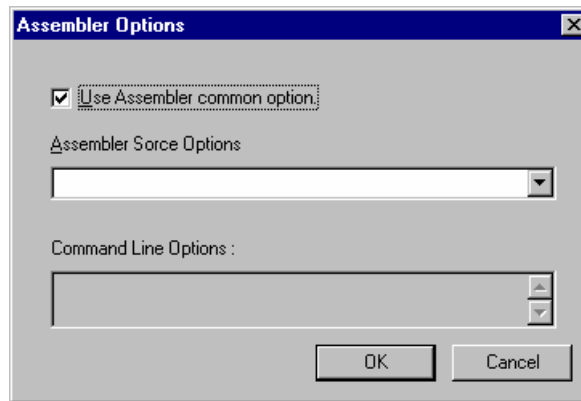 Assembler Options
Use Assembler common option.
Assembler Sorce Options
Command Line Options :
OK Cancel